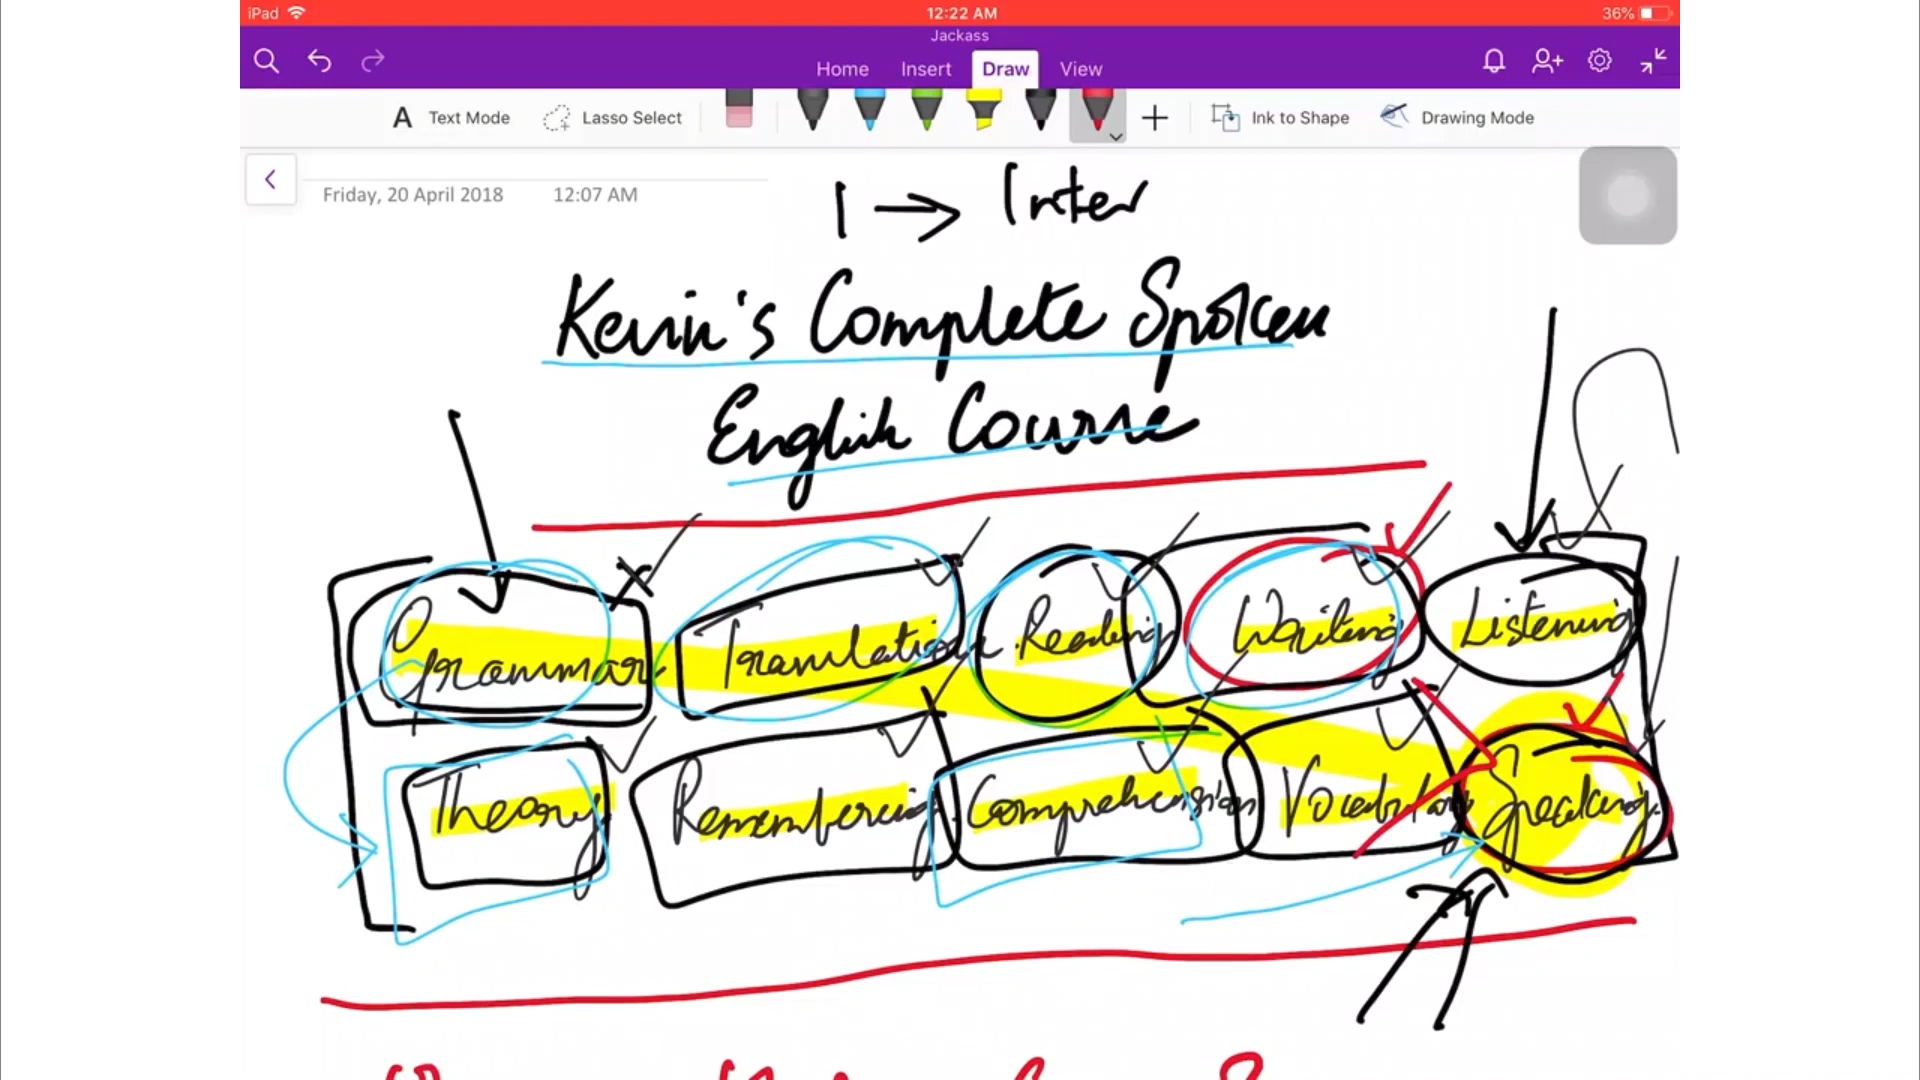 iPad 12:22 AM 36%
Jackass
Home Insert Draw View
A Text Mode Lasso Select Ink to Shape Drawing Mode
Friday, 20 April 2018 12:07 AM
1 → Inter
Kevin's Complete Spoken
English Course
Grammar Translation Reading Writing Listening
Theory Remembering Comprehension Vocabulary Speaking